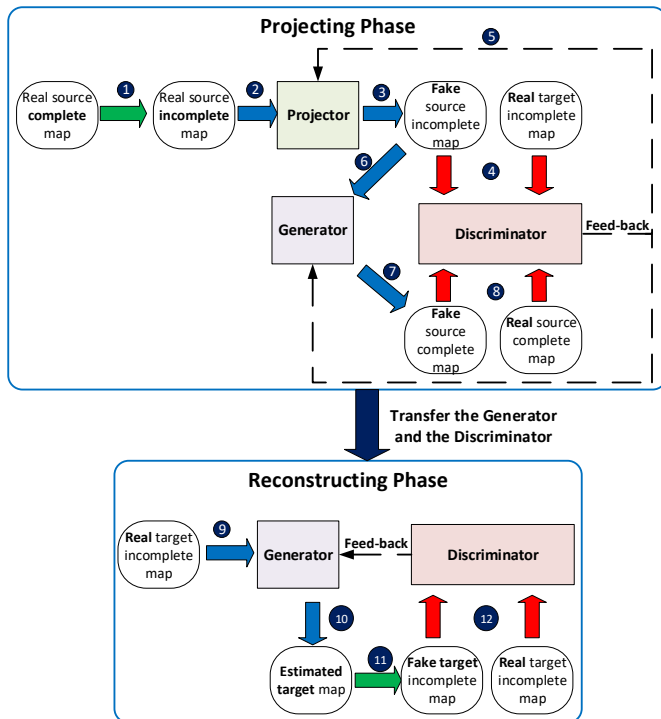 Projecting Phase
5
1
2
3
Real source
complete
map
Real source
incomplete
map
Projector
Fake
source
incomplete
map
Real target
incomplete
map
6
4
Generator
Discriminator
Feed-back
7
8
Fake
source
complete
map
Real source
complete
map
Transfer the Generator
and the Discriminator
Reconstructing Phase
9
Real target
incomplete
map
Generator
Feed-back
Discriminator
10
12
11
Estimated
target map
Fake target
incomplete
map
Real target
incomplete
map